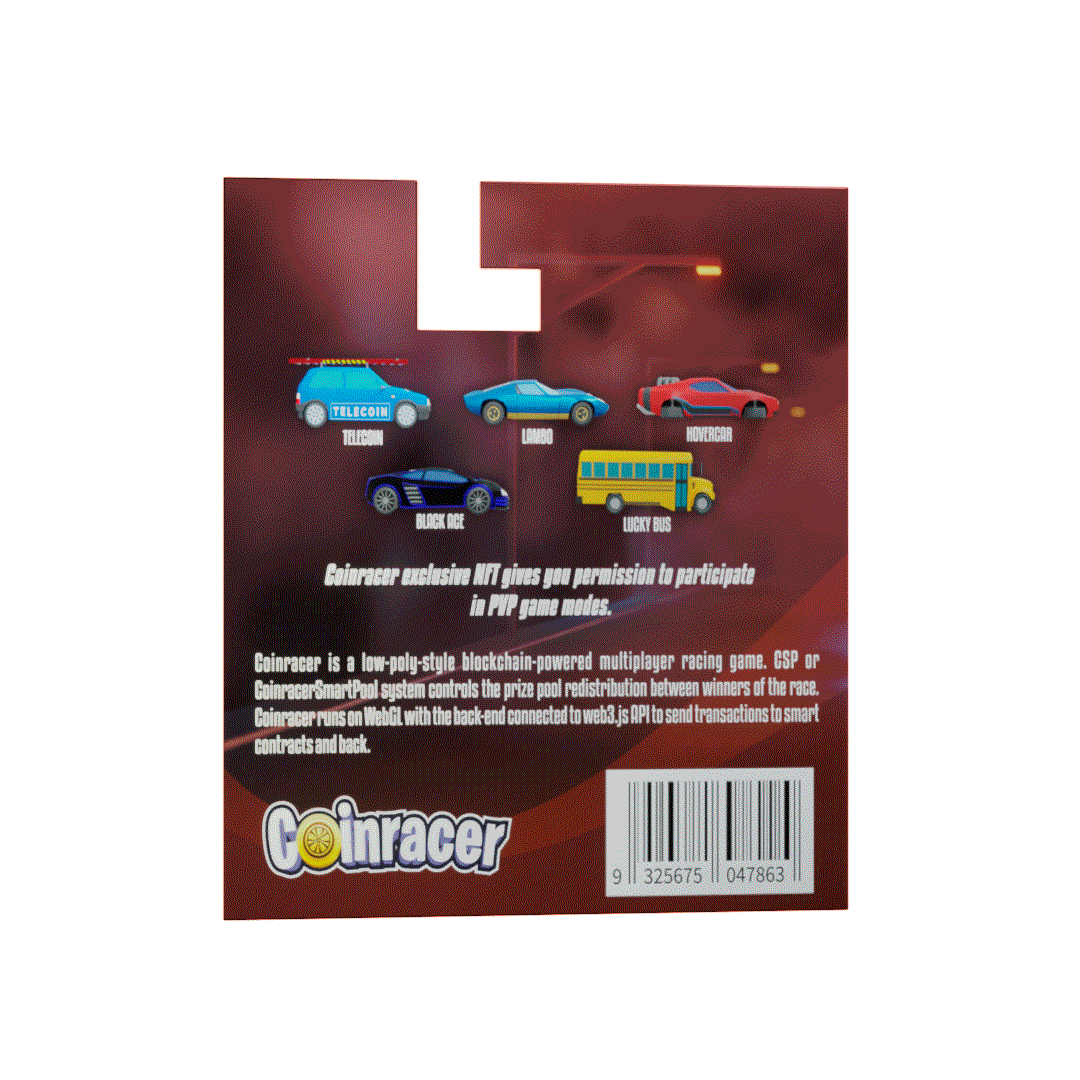 TELECOIN
TELECOIN
LAMBO
HOVERCAR
BLACK ACE
LUCKY BUS
Coinracer exclusive NFT gives you permission to participate
in PVP game modes.
Coinracer is a low-poly-style blockchain-powered multiplayer racing game. CSP or
CoinracerSmartPool system controls the prize pool redistribution between winners of the race.
Coinracer runs on WebGL with the back-end connected to web3.js API to send transactions to smart
contracts and back.
Coinracer
9 325675 047863